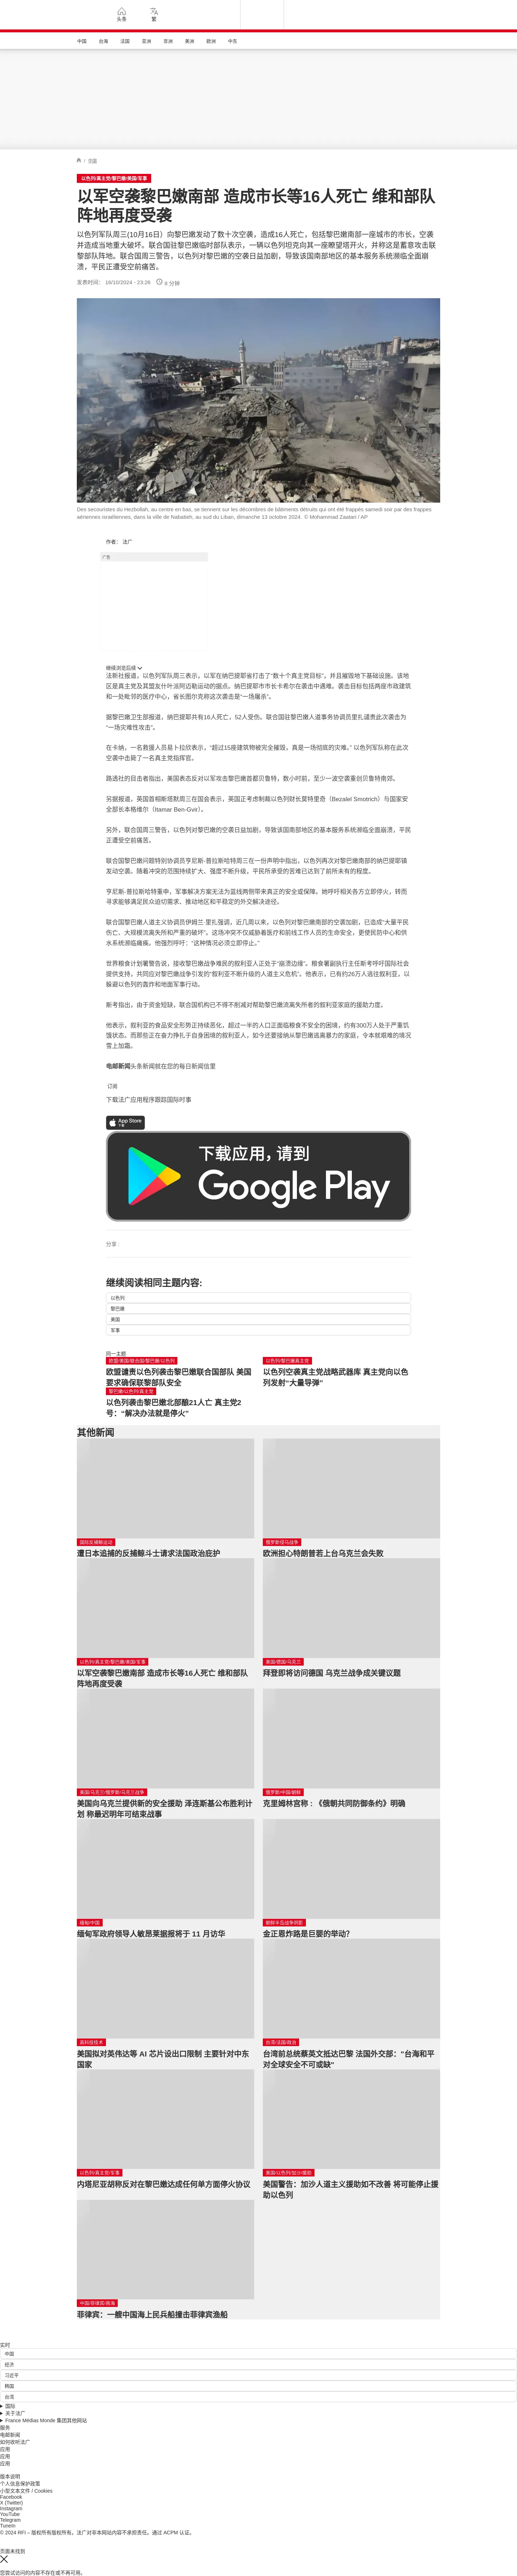 头条
繁
中国
台海
法国
亚洲
非洲
美洲
欧洲
中东
/ 中東
以色列/真主党/黎巴嫩/美国/军事
以军空袭黎巴嫩南部 造成市长等16人死亡 维和部队
阵地再度受袭
以色列军队周三(10月16日）向黎巴嫩发动了数十次空袭，造成16人死亡，包括黎巴嫩南部一座城市的市长，空袭
并造成当地重大破坏。联合国驻黎巴嫩临时部队表示，一辆以色列坦克向其一座瞭望塔开火，并称这是蓄意攻击联
黎部队阵地。联合国周三警告，以色列对黎巴嫩的空袭日益加剧，导致该国南部地区的基本服务系统濒临全面崩
溃，平民正遭受空前痛苦。
发表时间： 16/10/2024 - 23:26 6 分钟
Des secouristes du Hezbollah, au centre en bas, se tiennent sur les décombres de bâtiments détruits qui ont été frappés samedi soir par des frappes
aériennes israéliennes, dans la ville de Nabatieh, au sud du Liban, dimanche 13 octobre 2024. © Mohammad Zaatari / AP
作者： 法广
广告
继续浏览后续
法新社报道，以色列军队周三表示，以军在纳巴提耶省打击了“数十个真主党目标”，并且摧毁地下基础设施。该地
区是真主党及其盟友什叶派阿迈勒运动的据点。纳巴提耶市市长卡希尔在袭击中遇难。袭击目标包括两座市政建筑
和一处毗邻的医疗中心，省长图尔克称这次袭击是“一场屠杀”。
据黎巴嫩卫生部报道，纳巴提耶共有16人死亡，52人受伤。联合国驻黎巴嫩人道事务协调员里扎谴责此次袭击为
“一场灾难性攻击”。
在卡纳，一名救援人员易卜拉欣表示，“超过15座建筑物被完全摧毁，真是一场彻底的灾难。” 以色列军队称在此次
空袭中击毙了一名真主党指挥官。
路透社的目击者指出，美国表态反对以军攻击黎巴嫩首都贝鲁特，数小时前，至少一波空袭重创贝鲁特南郊。
另据报道，英国首相斯塔默周三在国会表示，英国正考虑制裁以色列财长莫特里奇（Bezalel Smotrich）与国家安
全部长本格维尔（Itamar Ben-Gvir）。
另外，联合国周三警告，以色列对黎巴嫩的空袭日益加剧，导致该国南部地区的基本服务系统濒临全面崩溃，平民
正遭受空前痛苦。
联合国黎巴嫩问题特别协调员亨尼斯-普拉斯哈特周三在一份声明中指出，以色列再次对黎巴嫩南部的纳巴提耶镇
发动空袭。随着冲突的范围持续扩大、强度不断升级，平民所承受的苦难已达到了前所未有的程度。
亨尼斯·普拉斯哈特重申，军事解决方案无法为蓝线两侧带来真正的安全或保障。她呼吁相关各方立即停火，转而
寻求能够满足民众迫切需求、推动地区和平稳定的外交解决途径。
联合国黎巴嫩人道主义协调员伊姆兰·里扎强调，近几周以来，以色列对黎巴嫩南部的空袭加剧，已造成“大量平民
伤亡、大规模流离失所和严重的破坏”。这场冲突不仅威胁着医疗和前线工作人员的生命安全，更使民防中心和供
水系统濒临瘫痪。他强烈呼吁：“这种情况必须立即停止。”
世界粮食计划署警告说，接收黎巴嫩战争难民的叙利亚人正处于“崩溃边缘”。粮食署副执行主任斯考呼吁国际社会
提供支持，共同应对黎巴嫩战争引发的“叙利亚不断升级的人道主义危机”。他表示，已有约26万人逃往叙利亚，以
躲避以色列的轰炸和地面军事行动。
斯考指出，由于资金短缺，联合国机构已不得不削减对帮助黎巴嫩流离失所者的叙利亚家庭的援助力度。
他表示，叙利亚的食品安全形势正持续恶化，超过一半的人口正面临粮食不安全的困境，约有300万人处于严重饥
饿状态。而那些正在奋力挣扎于自身困境的叙利亚人，如今还要接纳从黎巴嫩逃离暴力的家庭，令本就艰难的境况
雪上加霜。
电邮新闻头条新闻就在您的每日新闻信里
订阅
下载法广应用程序跟踪国际时事
App Store
下载
下载应用，请到
Google Play
分享 :
继续阅读相同主题内容:
以色列
黎巴嫩
美国
军事
同一主题
欧盟/美国/联合国/黎巴嫩/以色列
欧盟谴责以色列袭击黎巴嫩联合国部队 美国
要求确保联黎部队安全
以色列/黎巴嫩真主党
以色列空袭真主党战略武器库 真主党向以色
列发射“大量导弹”
黎巴嫩/以色列/真主党
以色列袭击黎巴嫩北部酿21人亡 真主党2
号：“解决办法就是停火”
其他新闻
国际反捕鲸运动
遭日本追捕的反捕鲸斗士请求法国政治庇护
俄罗斯侵乌战争
欧洲担心特朗普若上台乌克兰会失败
以色列/真主党/黎巴嫩/美国/军事
以军空袭黎巴嫩南部 造成市长等16人死亡 维和部队
阵地再度受袭
美国/德国/乌克兰
拜登即将访问德国 乌克兰战争成关键议题
美国/乌克兰/俄罗斯/乌克兰战争
美国向乌克兰提供新的安全援助 泽连斯基公布胜利计
划 称最迟明年可结束战事
俄罗斯/中国/朝鲜
克里姆林宫称 : 《俄朝共同防御条约》明确
缅甸/中国
缅甸军政府领导人敏昂莱据报将于 11 月访华
朝鲜半岛战争阴影
金正恩炸路是巨婴的举动?
高科技技术
美国拟对英伟达等 AI 芯片设出口限制 主要针对中东
国家
台湾/法国/政治
台湾前总统蔡英文抵达巴黎 法国外交部："台海和平
对全球安全不可或缺"
以色列/真主党/军事
内塔尼亚胡称反对在黎巴嫩达成任何单方面停火协议
美国/以色列/加沙/援助
美国警告：加沙人道主义援助如不改善 将可能停止援
助以色列
中国/菲律宾/南海
菲律宾：一艘中国海上民兵船撞击菲律宾渔船
实时
中国
经济
习近平
韩国
台湾
国际
关于法广
France Médias Monde 集团其他网站
服务
电邮新闻
如何收听法广
应用
应用
应用
版本说明
个人信息保护政策
小型文本文件 / Cookies
Facebook
X (Twitter)
Instagram
YouTube
Telegram
TuneIn
© 2024 RFI – 版权所有版权所有。法广对非本网站内容不承担责任。通过 ACPM 认证。
页面未找到
您尝试访问的内容不存在或不再可用。